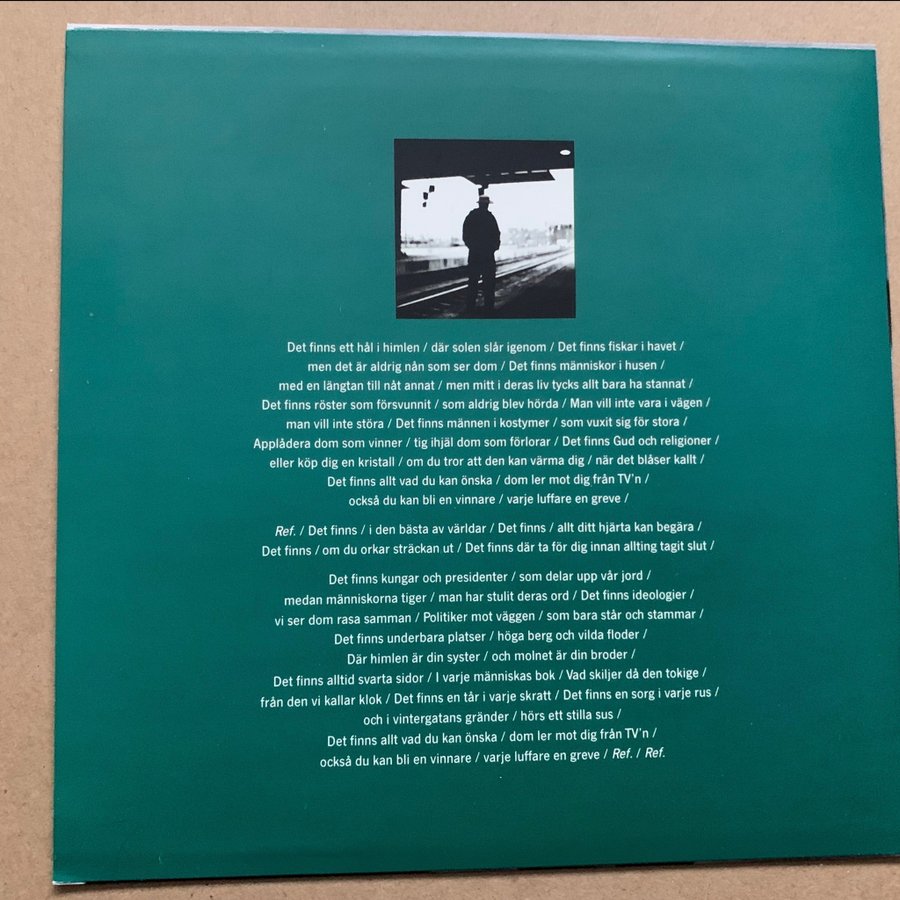 Det finns ett hål i himlen / där solen slår igenom / Det finns fiskar i havet /
men det är aldrig nån som ser dom / Det finns människor i husen /
med en längtan till nåt annat / men mitt i deras liv tycks allt bara ha stannat /
Det finns röster som försvunnit / som aldrig blev hörda / Man vill inte vara i vägen /
man vill inte störa / Det finns männen i kostymer / som vuxit sig för stora /
Applådera dom som vinner / tig ihjäl dom som förlorar / Det finns Gud och religioner /
eller köp dig en kristall / om du tror att den kan värma dig / när det blåser kallt /
Det finns allt vad du kan önska / dom ler mot dig från TV'n /
också du kan bli en vinnare / varje luffare en greve /
Ref. / Det finns / i den bästa av världar / Det finns / allt ditt hjärta kan begära /
Det finns / om du orkar sträckan ut / Det finns där ta för dig innan allting tagit slut /
Det finns kungar och presidenter / som delar upp vår jord /
medan människorna tiger / man har stulit deras ord / Det finns ideologier /
vi ser dom rasa samman / Politiker mot väggen / som bara står och stammar /
Det finns underbara platser / höga berg och vilda floder /
Där himlen är din syster / och molnet är din broder /
Det finns alltid svarta sidor / I varje människas bok / Vad skiljer då den tokige /
från den vi kallar klok / Det finns en tår i varje skratt / Det finns en sorg i varje rus /
och i vintergatans gränder / hörs ett stilla sus /
Det finns allt vad du kan önska / dom ler mot dig från TV'n /
också du kan bli en vinnare / varje luffare en greve / Ref. / Ref.